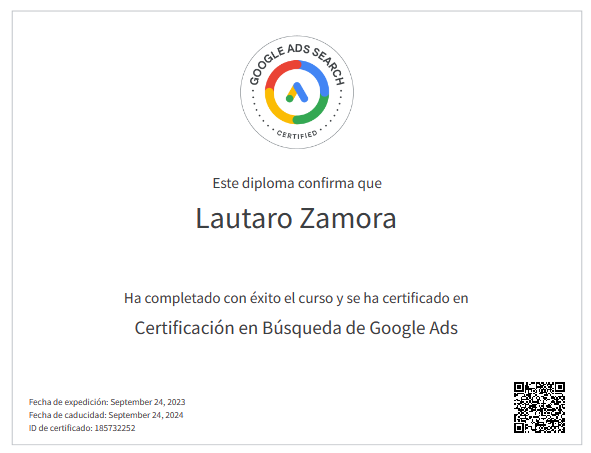 GOOGLE ADS SEARCH
CERTIFIED
Este diploma confirma que
Lautaro Zamora
Ha completado con éxito el curso y se ha certificado en
Certificación en Búsqueda de Google Ads
Fecha de expedición: September 24, 2023
Fecha de caducidad: September 24, 2024
ID de certificado: 185732252